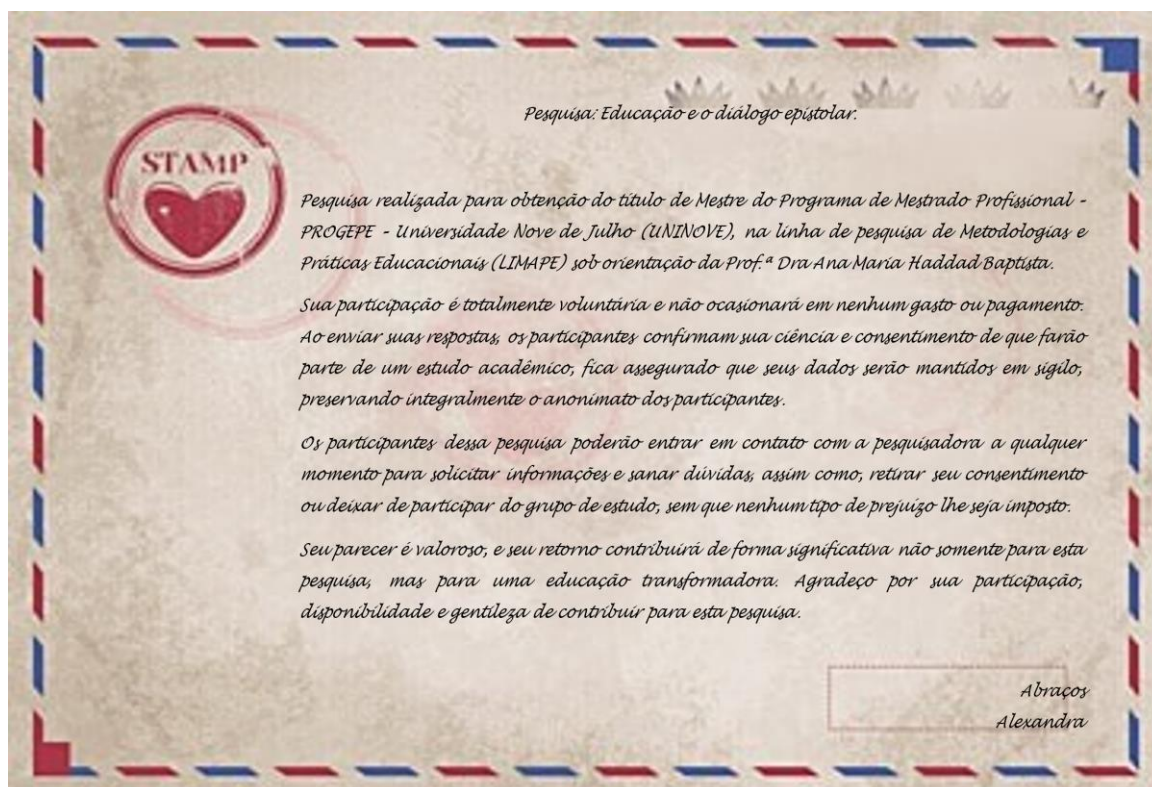 Pesquisa: Educação e o diálogo epistolar.
STAMP
Pesquisa realizada para obtenção do título de Mestre do Programa de Mestrado Profissional -
PROGEPE - Universidade Nove de Julho (UNINOVE), na linha de pesquisa de Metodologias e
Práticas Educacionais (LIMAPE) sob orientação da Prof.ª Dra Ana Maria Haddad Baptista.
Sua participação é totalmente voluntária e não ocasionará em nenhum gasto ou pagamento.
Ao enviar suas respostas, os participantes confirmam sua ciência e consentimento de que farão
parte de um estudo acadêmico, fica assegurado que seus dados serão mantidos em sigilo,
preservando integralmente o anonimato dos participantes.
Os participantes dessa pesquisa poderão entrar em contato com a pesquisadora a qualquer
momento para solicitar informações e sanar dúvidas, assim como, retirar seu consentimento
ou deixar de participar do grupo de estudo, sem que nenhum tipo de prejuízo lhe seja imposto.
Seu parecer é valoroso, e seu retorno contribuirá de forma significativa não somente para esta
pesquisa, mas para uma educação transformadora. Agradeço por sua participação,
disponibilidade e gentileza de contribuir para esta pesquisa.
Abraços
Alexandra